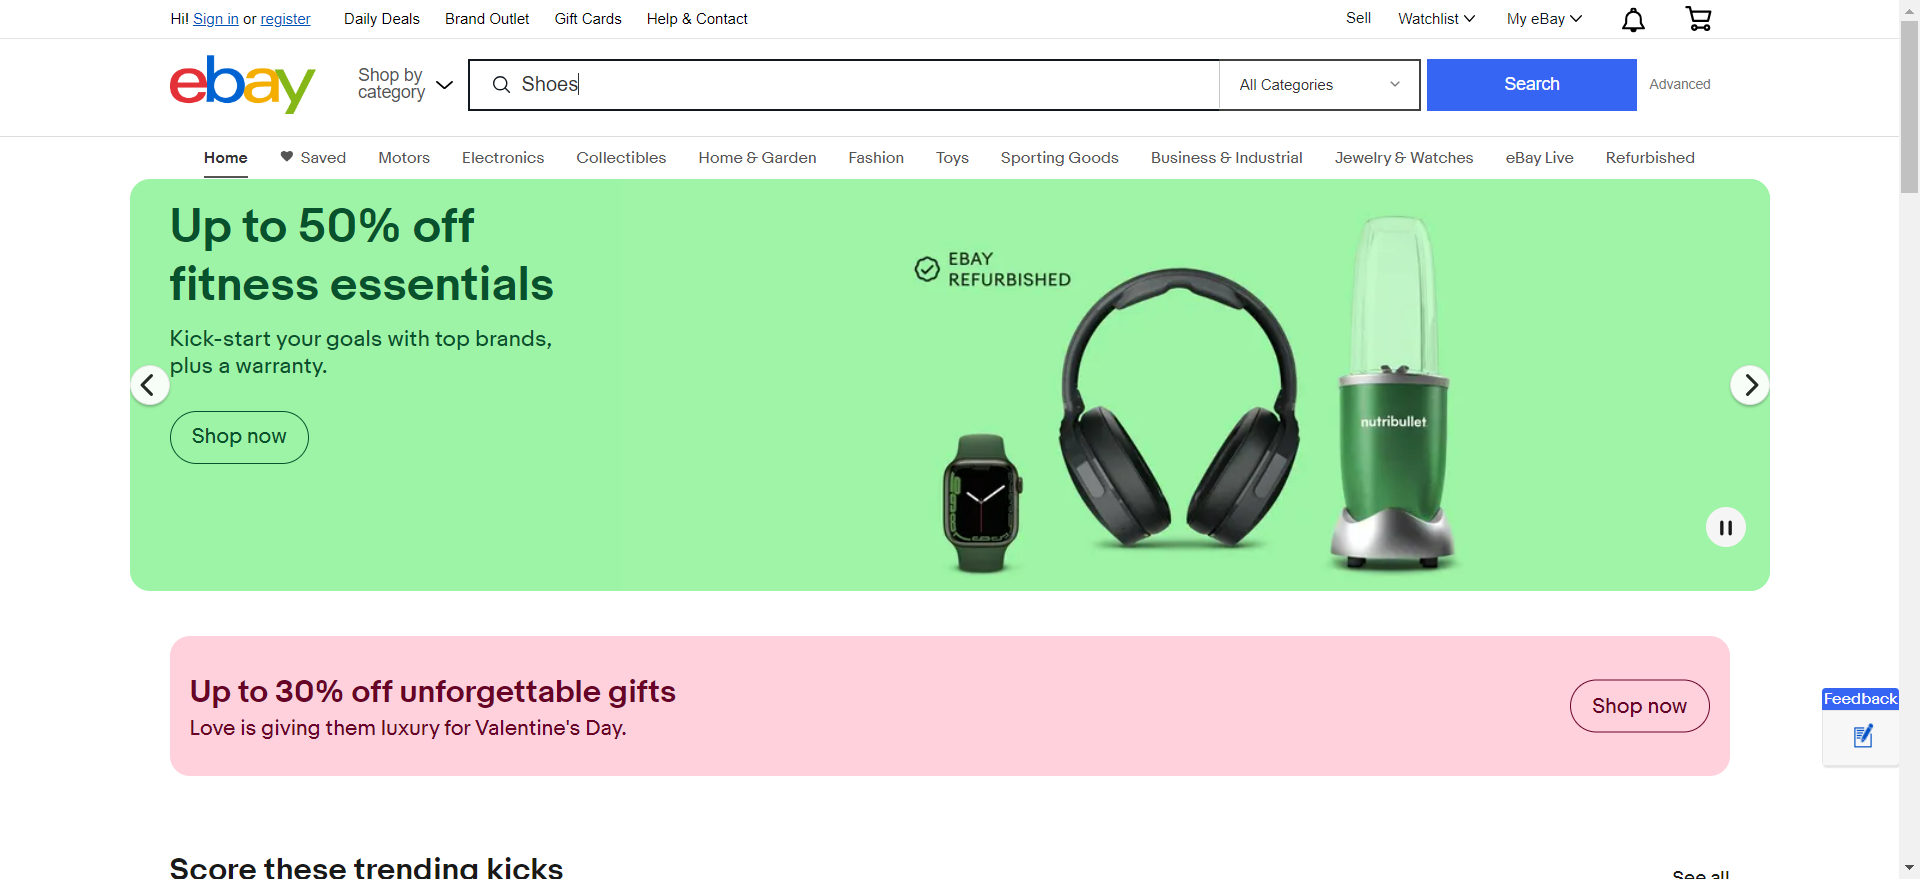 Hi! Sign in or register
Daily Deals
Brand Outlet
Gift Cards
Help & Contact
Sell
Watchlist
My eBay
ebay
Shop by
category
Shoes
All Categories
Search
Advanced
Home
Saved
Motors
Electronics
Collectibles
Home & Garden
Fashion
Toys
Sporting Goods
Business & Industrial
Jewelry & Watches
eBay Live
Refurbished
Up to 50% off
fitness essentials
Kick-start your goals with top brands,
plus a warranty.
Shop now
EBAY
REFURBISHED
nutribullet
Up to 30% off unforgettable gifts
Love is giving them luxury for Valentine's Day.
Shop now
Feedback
Score these trending kicks
See all